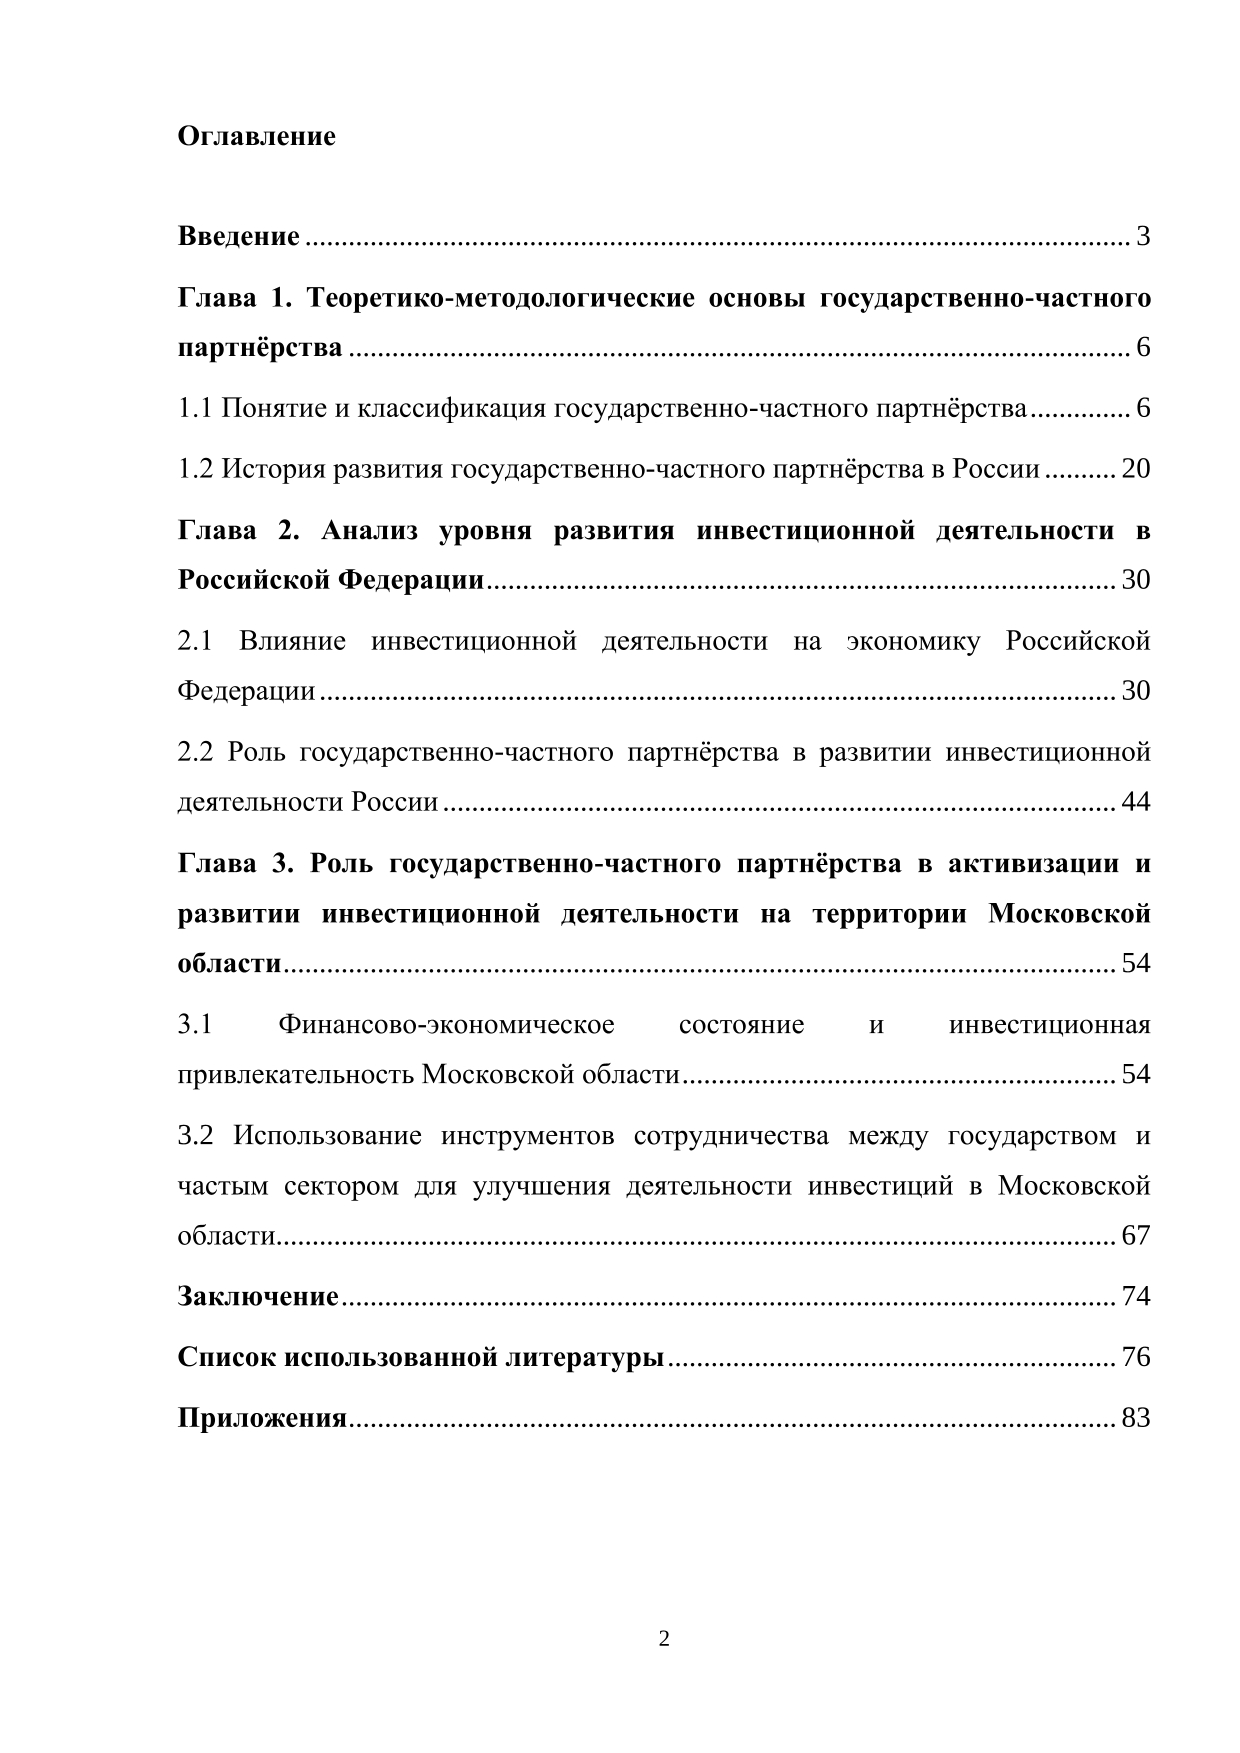 Оглавление
Введение ................................................................................................................. 3
Глава 1. Теоретико-методологические основы государственно-частного
партнёрства ........................................................................................................... 6
1.1 Понятие и классификация государственно-частного партнёрства .............. 6
1.2 История развития государственно-частного партнёрства в России .......... 20
Глава 2. Анализ уровня развития инвестиционной деятельности в
Российской Федерации ...................................................................................... 30
2.1 Влияние инвестиционной деятельности на экономику Российской
Федерации ............................................................................................................. 30
2.2 Роль государственно-частного партнёрства в развитии инвестиционной
деятельности России ............................................................................................ 44
Глава 3. Роль государственно-частного партнёрства в активизации и
развитии инвестиционной деятельности на территории Московской
области .................................................................................................................. 54
3.1 Финансово-экономическое состояние и инвестиционная
привлекательность Московской области ........................................................... 54
3.2 Использование инструментов сотрудничества между государством и
частым сектором для улучшения деятельности инвестиций в Московской
области ................................................................................................................... 67
Заключение .......................................................................................................... 74
Список использованной литературы ............................................................. 76
Приложения ......................................................................................................... 83
2